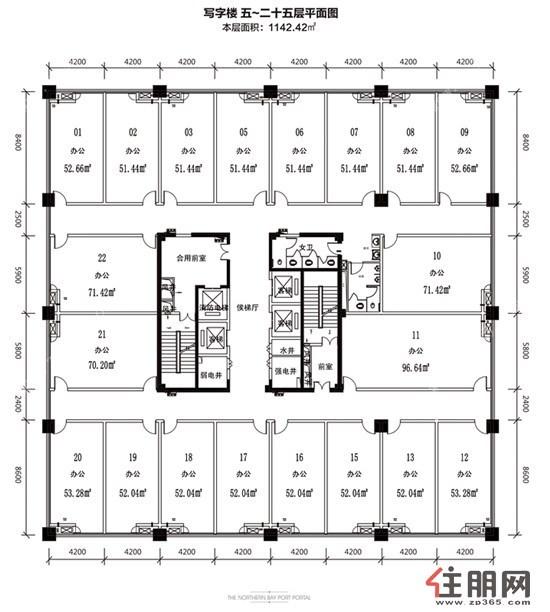 写字楼 五~二十五层平面图
本层面积：1142.42㎡
4200 4200 4200 4200 4200 4200 4200 4200
8400
8400
01 02 03 05 06 07 08 09
办公 办公 办公 办公 办公 办公 办公 办公
52.66㎡ 51.44㎡ 51.44㎡ 51.44㎡ 51.44㎡ 51.44㎡ 51.44㎡ 52.66㎡
2500
2500
女卫
合用前室
22
办公
71.42㎡
10
办公
71.42㎡
5900
5900
客梯
消防电梯
候梯厅
客梯
21
办公
70.20㎡
11
办公
96.64㎡
5800
5800
客梯
水井
弱电井
强电井
前室
2400
2400
20 19 18 17 16 15 13 12
办公 办公 办公 办公 办公 办公 办公 办公
53.28㎡ 52.04㎡ 52.04㎡ 52.04㎡ 52.04㎡ 52.04㎡ 52.04㎡ 53.28㎡
8600
8600
4200 4200 4200 4200 4200 4200 4200 4200
THE NORTHERN BAY PORT PORTAL
住朋网
www.zp365.com